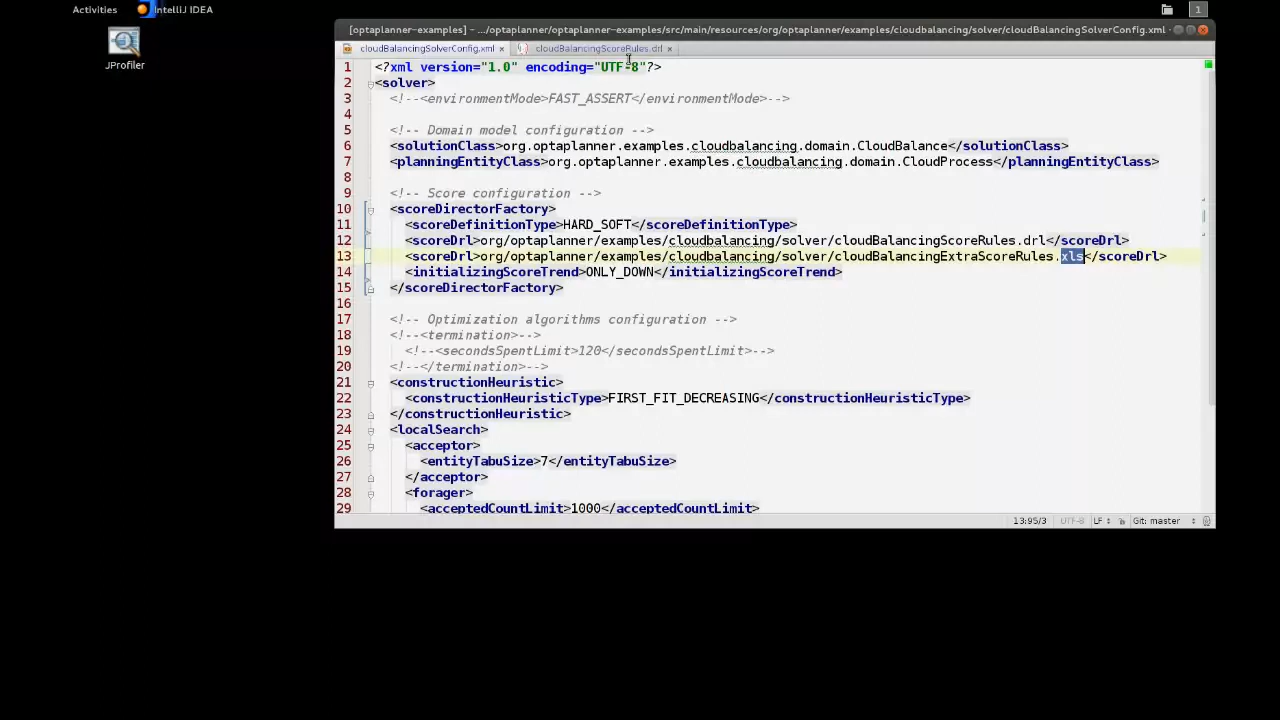 Activities IntelliJ IDEA 1
JProfiler
[optaplanner-examples] - .../optaplanner/optaplanner-examples/src/main/resources/org/optaplanner/examples/cloudbalancing/solver/cloudBalancingSolverConfig.xml - IntelliJ IDEA
cloudBalancingSolverConfig.xml × cloudBalancingScoreRules.drl ×
1 <?xml version="1.0" encoding="UTF-8"?>
2 <solver>
3 <!--<environmentMode>FAST_ASSERT</environmentMode>-->
4
5 <!-- Domain model configuration -->
6 <solutionClass>org.optaplanner.examples.cloudbalancing.domain.CloudBalance</solutionClass>
7 <planningEntityClass>org.optaplanner.examples.cloudbalancing.domain.CloudProcess</planningEntityClass>
8
9 <!-- Score configuration -->
10 <scoreDirectorFactory>
11 <scoreDefinitionType>HARD_SOFT</scoreDefinitionType>
12 <scoreDrl>org/optaplanner/examples/cloudbalancing/solver/cloudBalancingScoreRules.drl</scoreDrl>
13 <scoreDrl>org/optaplanner/examples/cloudbalancing/solver/cloudBalancingExtraScoreRules.xls</scoreDrl>
14 <initializingScoreTrend>ONLY_DOWN</initializingScoreTrend>
15 </scoreDirectorFactory>
16
17 <!-- Optimization algorithms configuration -->
18 <!--<termination>-->
19 <!--<secondsSpentLimit>120</secondsSpentLimit>-->
20 <!--</termination>-->
21 <constructionHeuristic>
22 <constructionHeuristicType>FIRST_FIT_DECREASING</constructionHeuristicType>
23 </constructionHeuristic>
24 <localSearch>
25 <acceptor>
26 <entityTabuSize>7</entityTabuSize>
27 </acceptor>
28 <forager>
29 <acceptedCountLimit>1000</acceptedCountLimit>
13:95/3 UTF-8 LF Git: master